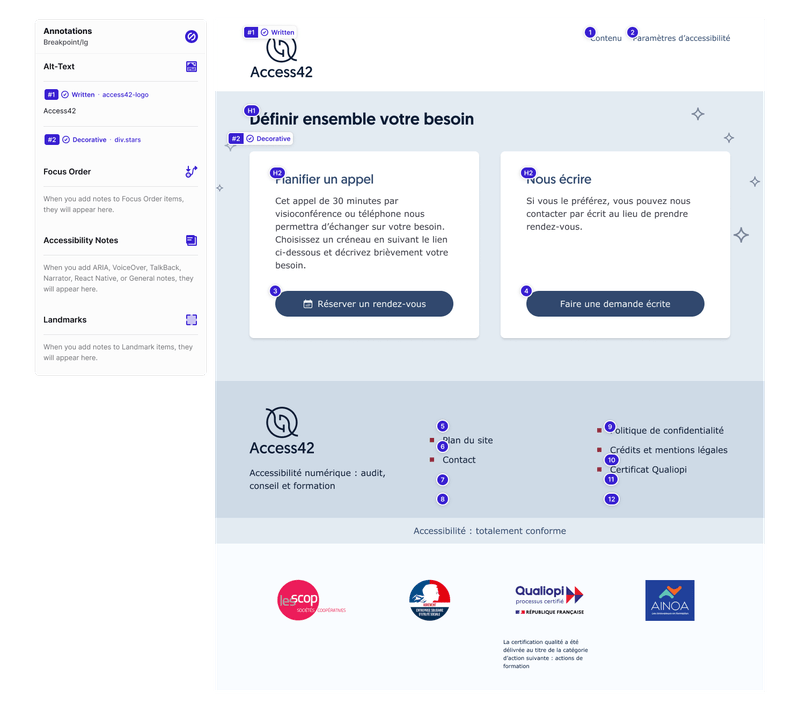 Annotations
Breakpoint/lg
Alt-Text
#1 Written · access42-logo
Access42
#2 Decorative · div.stars
Focus Order
When you add notes to Focus Order items,
they will appear here.
Accessibility Notes
When you add ARIA, VoiceOver, TalkBack,
Narrator, React Native, or General notes, they
will appear here.
Landmarks
When you add notes to Landmark items, they
will appear here.
#1 Written
Access42
1 Contenu
2 Paramètres d'accessibilité
H1
Définir ensemble votre besoin
#2 Decorative
H2
Planifier un appel
Cet appel de 30 minutes par
visioconférence ou téléphone nous
permettra d'échanger sur votre besoin.
Choisissez un créneau en suivant le lien
ci-dessous et décrivez brièvement votre
besoin.
3
Réserver un rendez-vous
H2
Nous écrire
Si vous le préférez, vous pouvez nous
contacter par écrit au lieu de prendre
rendez-vous.
4
Faire une demande écrite
Access42
Accessibilité numérique : audit,
conseil et formation
5
Plan du site
6
Contact
7
8
9
Politique de confidentialité
Crédits et mentions légales
10
Certificat Qualiopi
11
12
Accessibilité : totalement conforme
lescop
SOCIÉTÉS COOPÉRATIVES
AGRÉMENT
ENTREPRISE SOLIDAIRE
D'UTILITÉ SOCIALE
Qualiopi
processus certifié
RÉPUBLIQUE FRANÇAISE
La certification qualité a été
délivrée au titre de la catégorie
d'action suivante : actions de
formation
AINOA